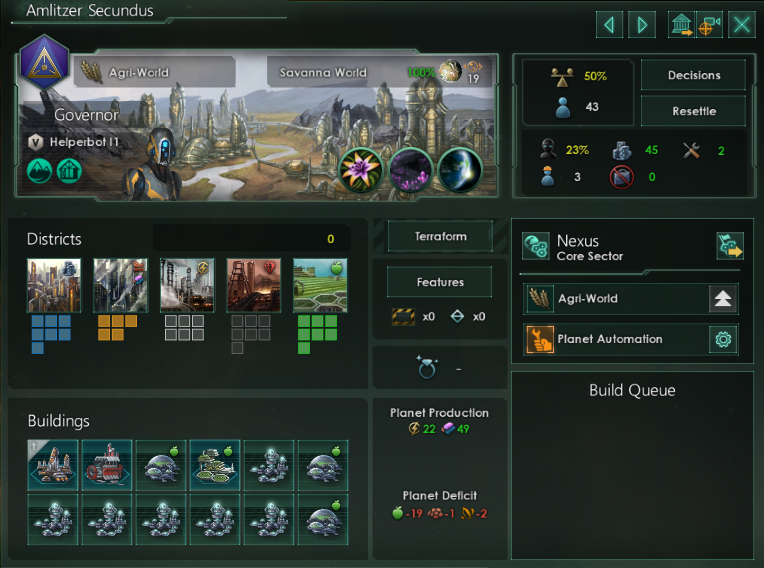 Amlitzer Secundus
Agri-World
Savanna World
100%
19
Governor
V
Helperbot 11
50%
Decisions
43
Resettle
23%
45
2
3
0
Districts
0
Terraform
Features
x0
x0
-
Nexus
Core Sector
Agri-World
Planet Automation
Buildings
Planet Production
22
49
Planet Deficit
-19
-1
-2
Build Queue